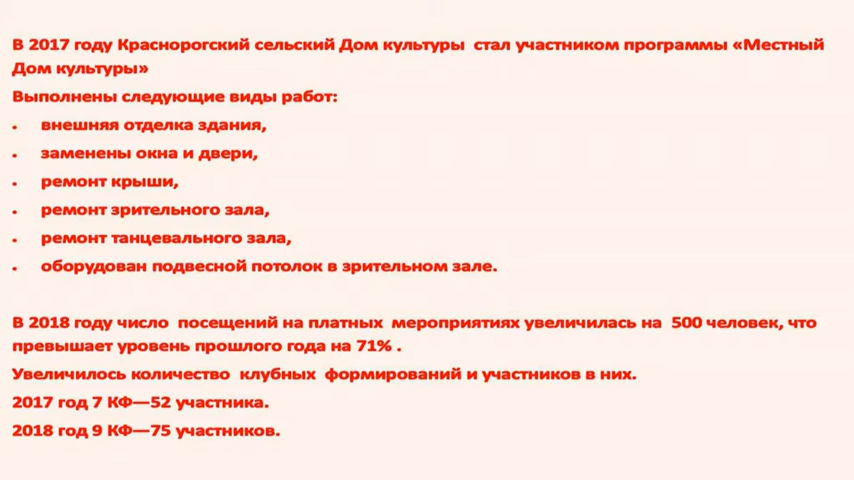 В 2017 году Краснорогский сельский Дом культуры стал участником программы «Местный
Дом культуры»
Выполнены следующие виды работ:
• внешняя отделка здания,
• заменены окна и двери,
• ремонт крыши,
• ремонт зрительного зала,
• ремонт танцевального зала,
• оборудован подвесной потолок в зрительном зале.
В 2018 году число посещений на платных мероприятиях увеличилась на 500 человек, что
превышает уровень прошлого года на 71% .
Увеличилось количество клубных формирований и участников в них.
2017 год 7 КФ—52 участника.
2018 год 9 КФ—75 участников.